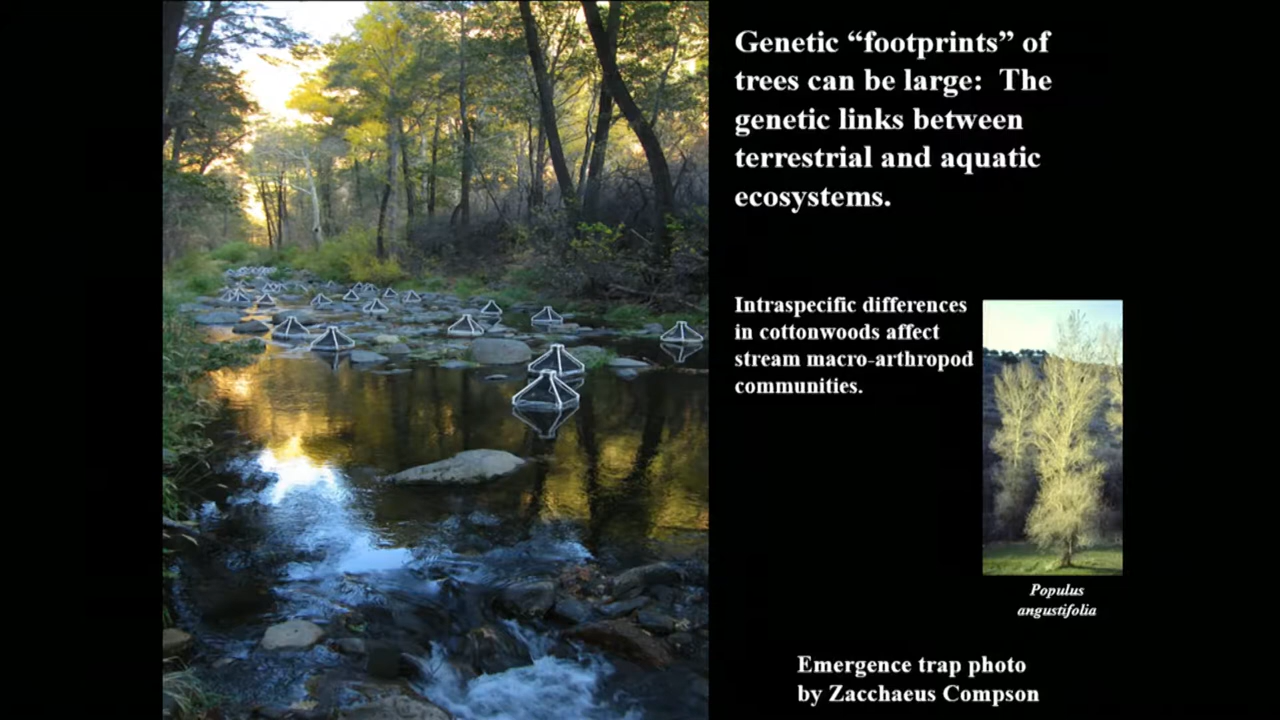 Genetic “footprints” of
trees can be large:  The
genetic links between
terrestrial and aquatic
ecosystems.
Intraspecific differences
in cottonwoods affect
stream macro-arthropod
communities.
Populus
angustifolia
Emergence trap photo
by Zacchaeus Compson